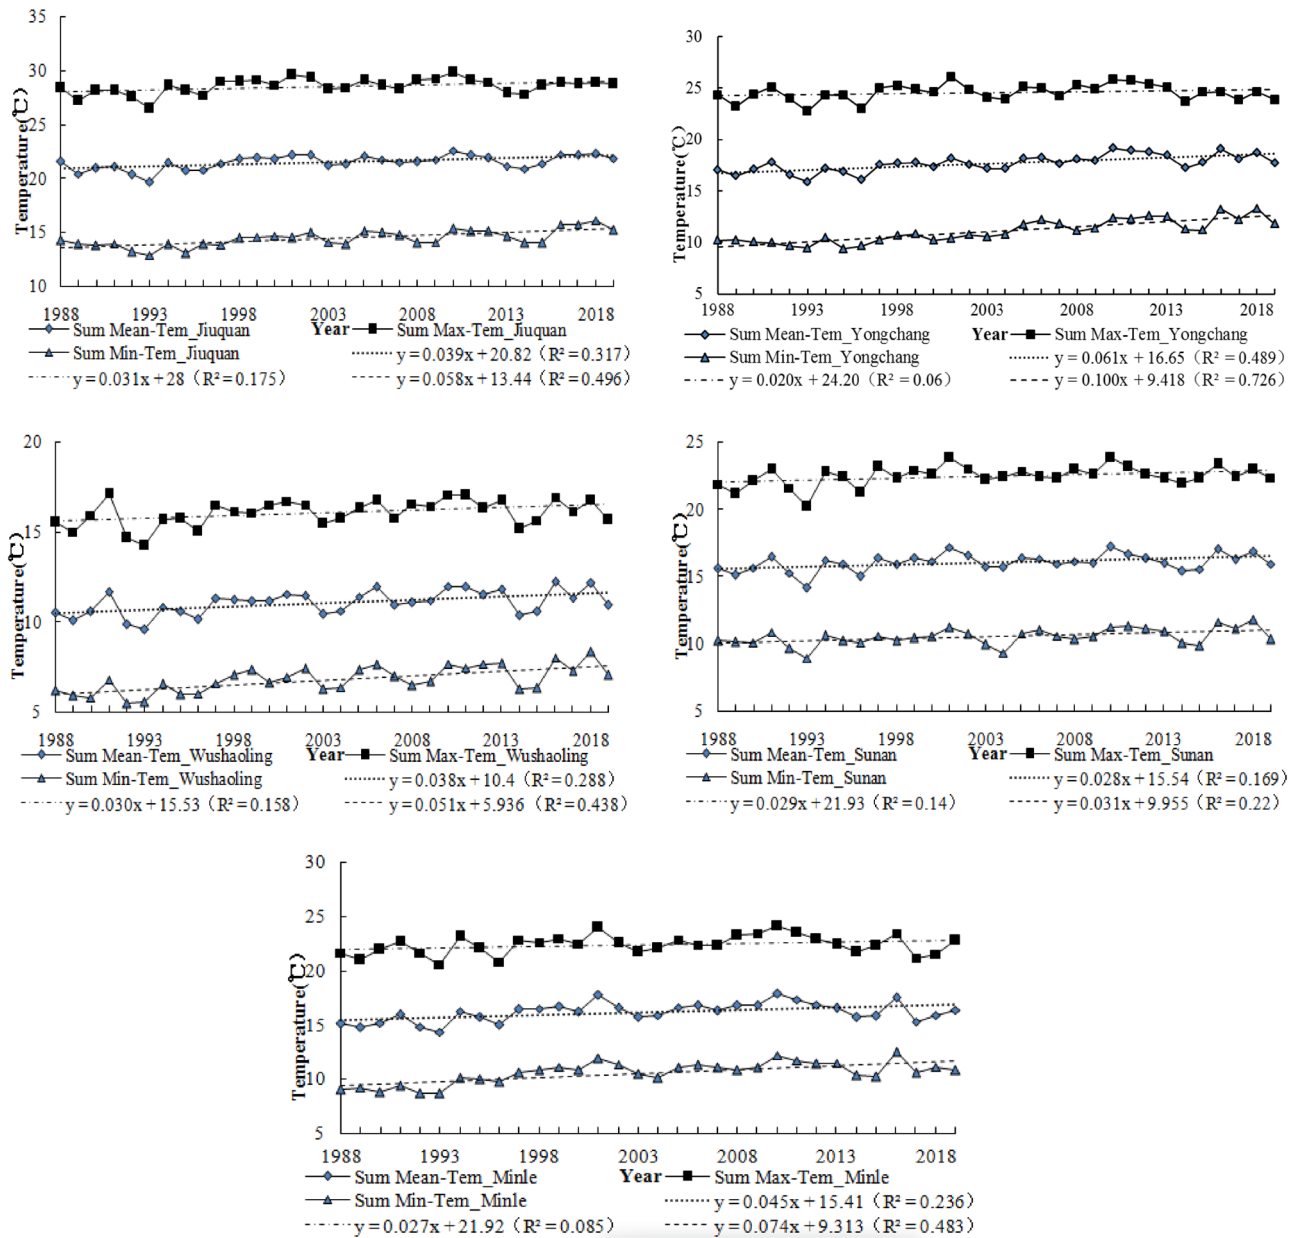 35
30
25
20
15
10
Temperature(℃)
1988 1993 1998 2003 2008 2013 2018
Sum Mean-Tem_Jiuquan Year Sum Max-Tem_Jiuquan
Sum Min-Tem_Jiuquan y = 0.039x + 20.82（R² = 0.317）
y = 0.031x + 28（R² = 0.175） y = 0.058x + 13.44（R² = 0.496）
30
25
20
15
10
5
Temperature(℃)
1988 1993 1998 2003 2008 2013 2018
Sum Mean-Tem_Yongchang Year Sum Max-Tem_Yongchang
Sum Min-Tem_Yongchang y = 0.061x + 16.65（R² = 0.489）
y = 0.020x + 24.20（R² = 0.06） y = 0.100x + 9.418（R² = 0.726）
20
15
10
5
Temperature(℃)
1988 1993 1998 2003 2008 2013 2018
Sum Mean-Tem_Wushaoling Year Sum Max-Tem_Wushaoling
Sum Min-Tem_Wushaoling y = 0.038x + 10.4（R² = 0.288）
y = 0.030x + 15.53（R² = 0.158） y = 0.051x + 5.936（R² = 0.438）
25
20
15
10
5
Temperature(℃)
1988 1993 1998 2003 2008 2013 2018
Sum Mean-Tem_Sunan Year Sum Max-Tem_Sunan
Sum Min-Tem_Sunan y = 0.028x + 15.54（R² = 0.169）
y = 0.029x + 21.93（R² = 0.14） y = 0.031x + 9.955（R² = 0.22）
30
25
20
15
10
5
Temperature(℃)
1988 1993 1998 2003 2008 2013 2018
Sum Mean-Tem_Minle Year Sum Max-Tem_Minle
Sum Min-Tem_Minle y = 0.045x + 15.41（R² = 0.236）
y = 0.027x + 21.92（R² = 0.085） y = 0.074x + 9.313（R² = 0.483）